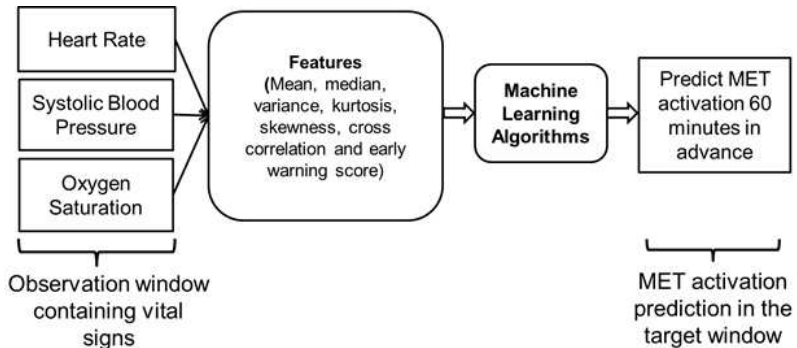 Heart Rate
Systolic Blood
Pressure
Oxygen
Saturation
Observation window
containing vital
signs
Features
(Mean, median,
variance, kurtosis,
skewness, cross
correlation and early
warning score)
Machine
Learning
Algorithms
Predict MET
activation 60
minutes in
advance
MET activation
prediction in the
target window